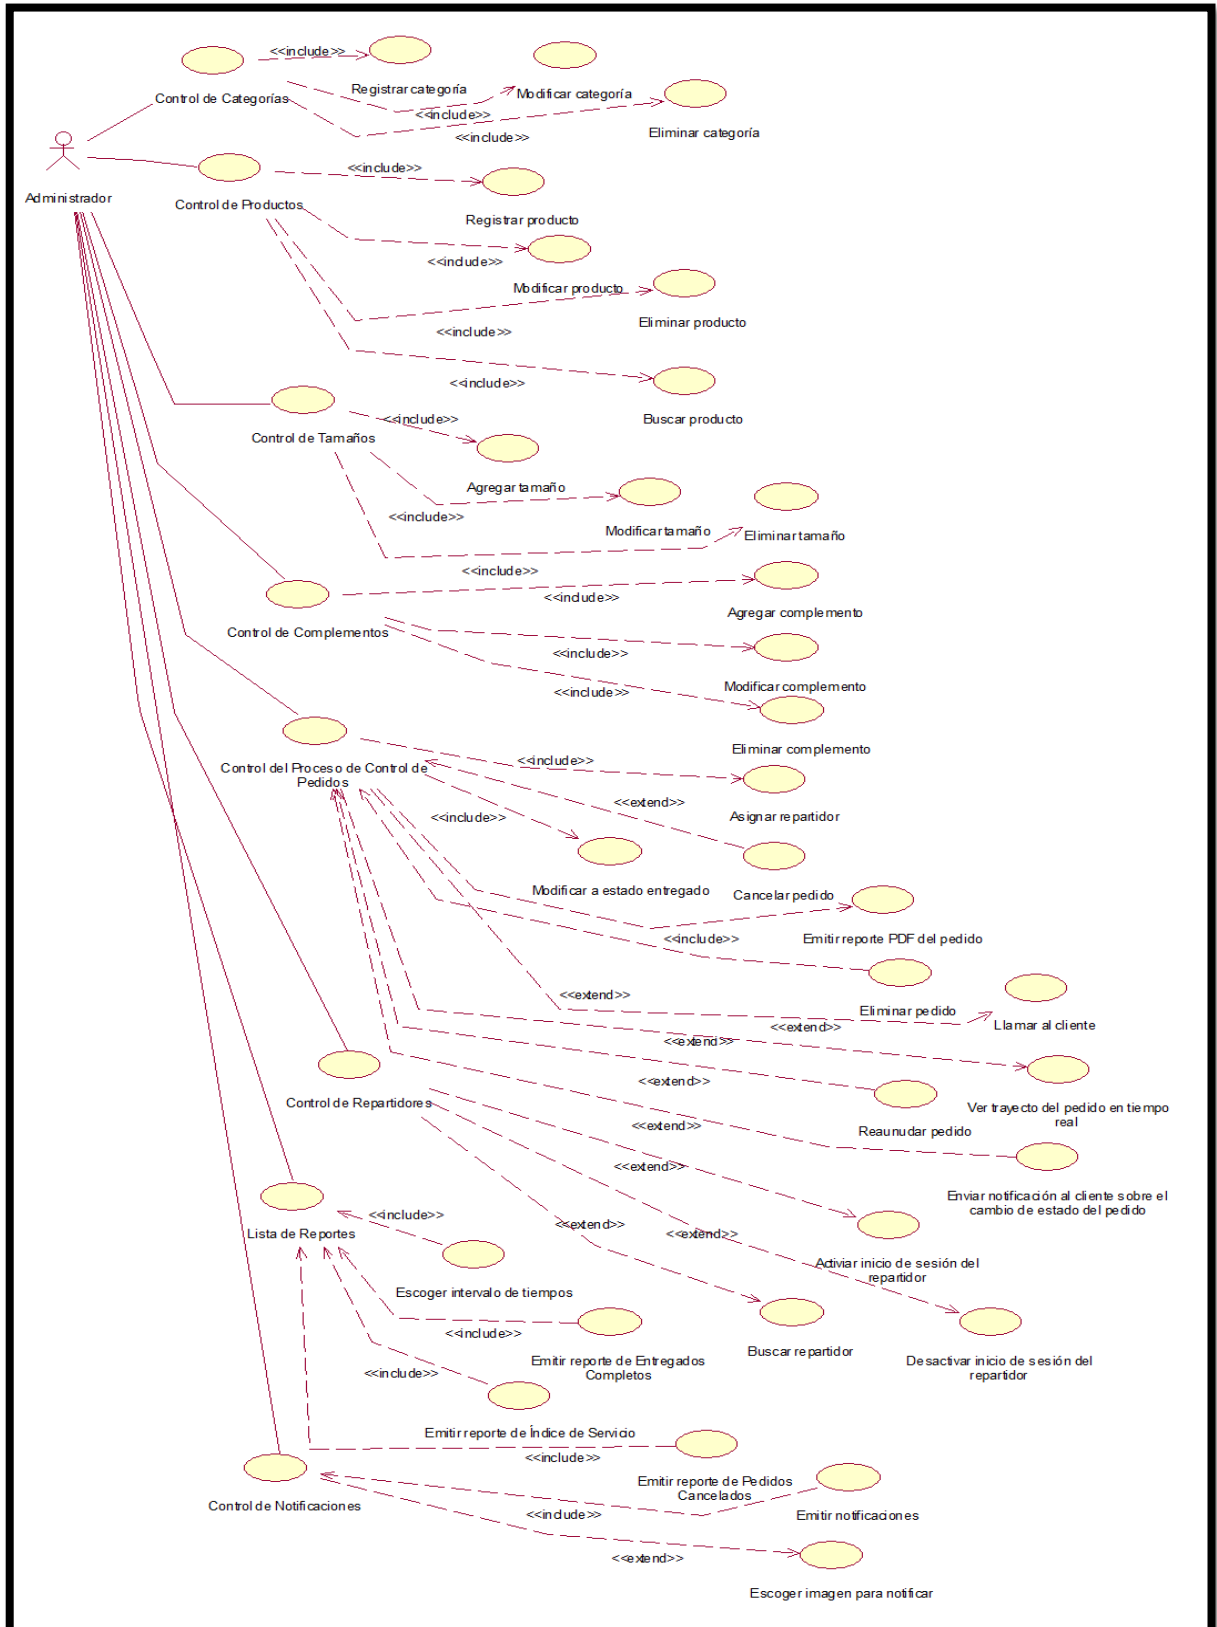 <<include>>
Registrar categoría
Modificar categoría
Control de Categorías
<<include>>
<<include>>
Eliminar categoría
Administrador
<<include>>
Control de Productos
Registrar producto
<<include>>
Modificar producto
Eliminar producto
<<include>>
<<include>>
Buscar producto
<<include>>
Control de Tamaños
Agregar tamaño
<<include>>
Modificar tamaño
Eliminar tamaño
<<include>>
<<include>>
Agregar complemento
Control de Complementos
<<include>>
Modificar complemento
<<include>>
Eliminar complemento
Control del Proceso de Control de
Pedidos
<<include>>
<<extend>>
Asignar repartidor
<<include>>
Modificar a estado entregado
Cancelar pedido
<<include>>
Emitir reporte PDF del pedido
<<extend>>
Eliminar pedido
Llamar al cliente
<<extend>>
<<extend>>
<<extend>>
Ver trayecto del pedido en tiempo
real
Control de Repartidores
Reaunudar pedido
<<extend>>
<<extend>>
Enviar notificación al cliente sobre el
cambio de estado del pedido
<<include>>
Lista de Reportes
<<extend>>
<<extend>>
Activiar inicio de sesión del
repartidor
Escoger intervalo de tiempos
<<include>>
Emitir reporte de Entregados
Completos
Buscar repartidor
Desactivar inicio de sesión del
repartidor
<<include>>
Emitir reporte de Índice de Servicio
<<include>>
Emitir reporte de Pedidos
Cancelados
Control de Notificaciones
<<include>>
Emitir notificaciones
<<extend>>
Escoger imagen para notificar